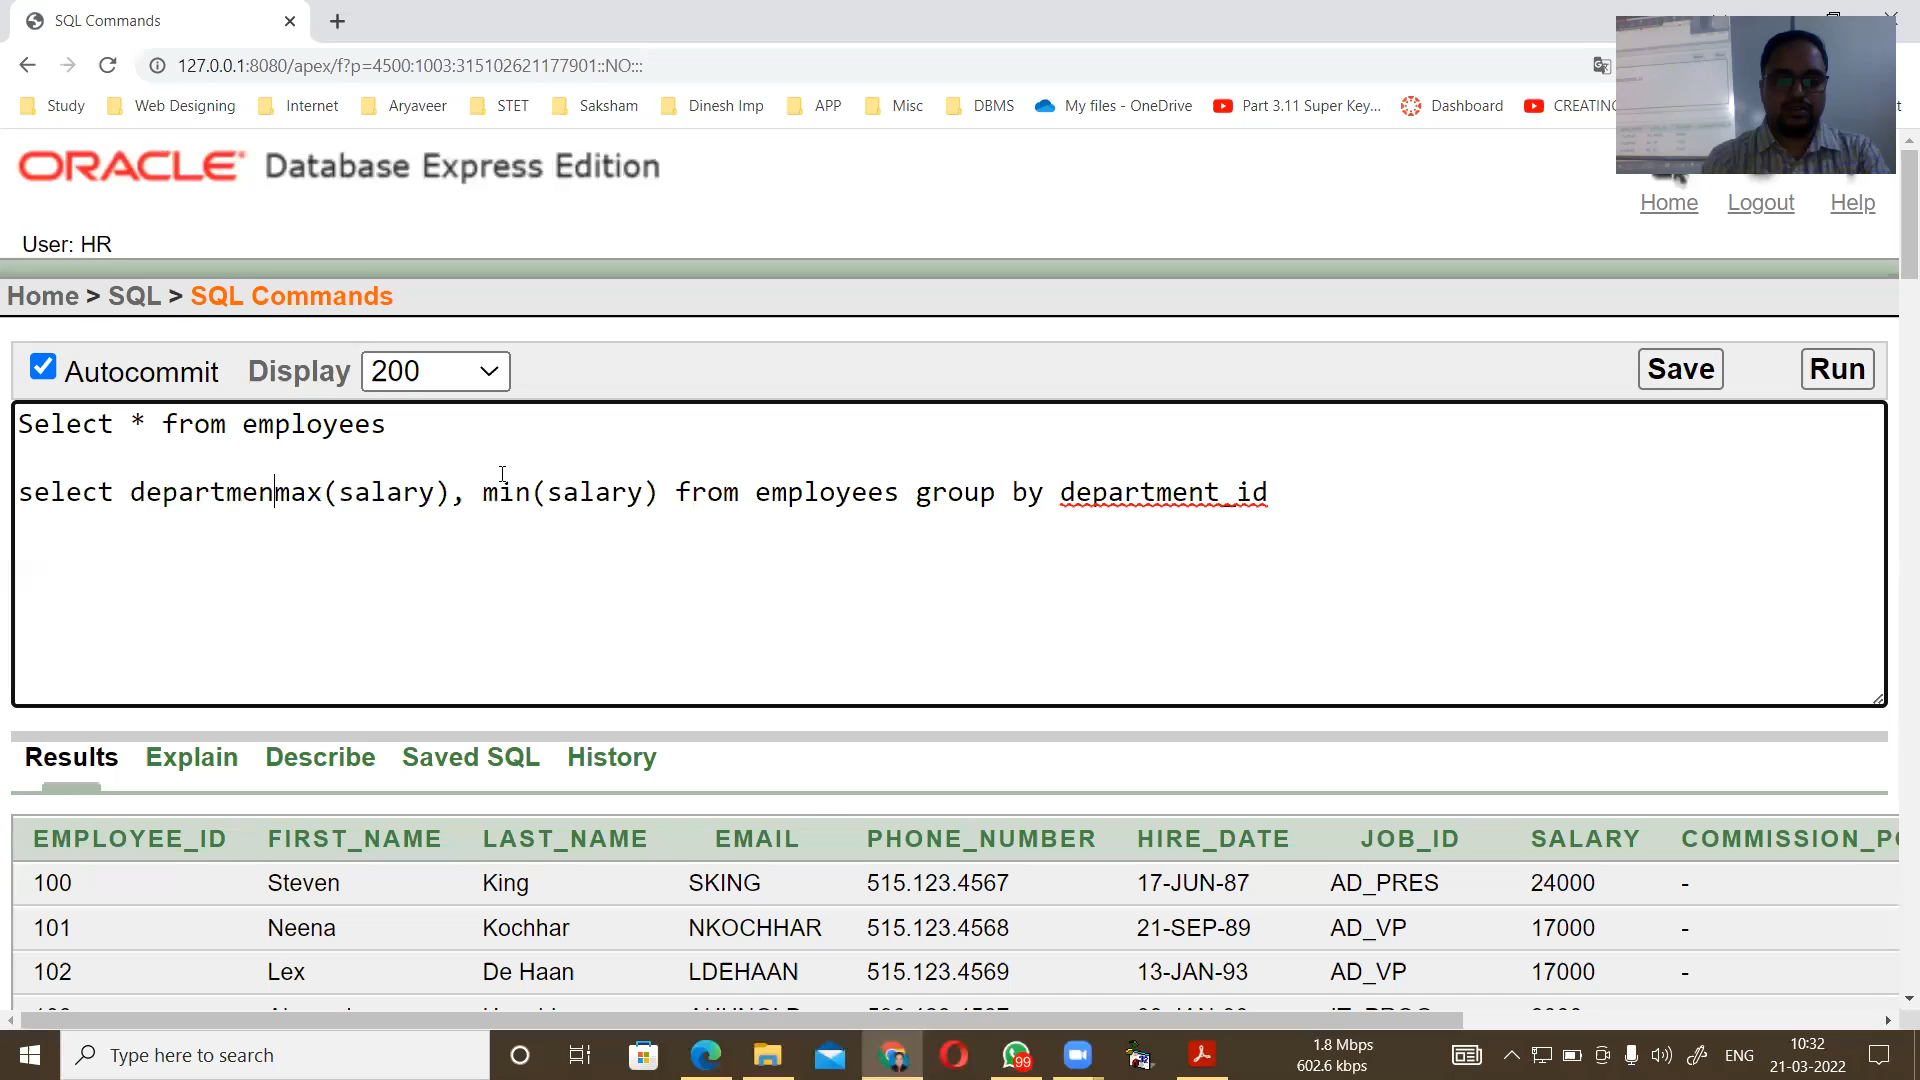 SQL Commands
127.0.0.1:8080/apex/f?p=4500:1003:315102621177901::NO:::
Study Web Designing Internet Aryaveer STET Saksham Dinesh Imp APP Misc DBMS My files - OneDrive Part 3.11 Super Key... Dashboard CREATING
ORACLE Database Express Edition
Home Logout Help
User: HR
Home > SQL > SQL Commands
Autocommit Display 200 Save Run
Select * from employees
select departmenmax(salary), min(salary) from employees group by department_id
Results Explain Describe Saved SQL History
EMPLOYEE_ID FIRST_NAME LAST_NAME EMAIL PHONE_NUMBER HIRE_DATE JOB_ID SALARY
100 Steven King SKING 515.123.4567 17-JUN-87 AD_PRES 24000 -
101 Neena Kochhar NKOCHHAR 515.123.4568 21-SEP-89 AD_VP 17000 -
102 Lex De Haan LDEHAAN 515.123.4569 13-JAN-93 AD_VP 17000 -
Type here to search 99 1.8 Mbps ENG 10:32
602.6 kbps 21-03-2022